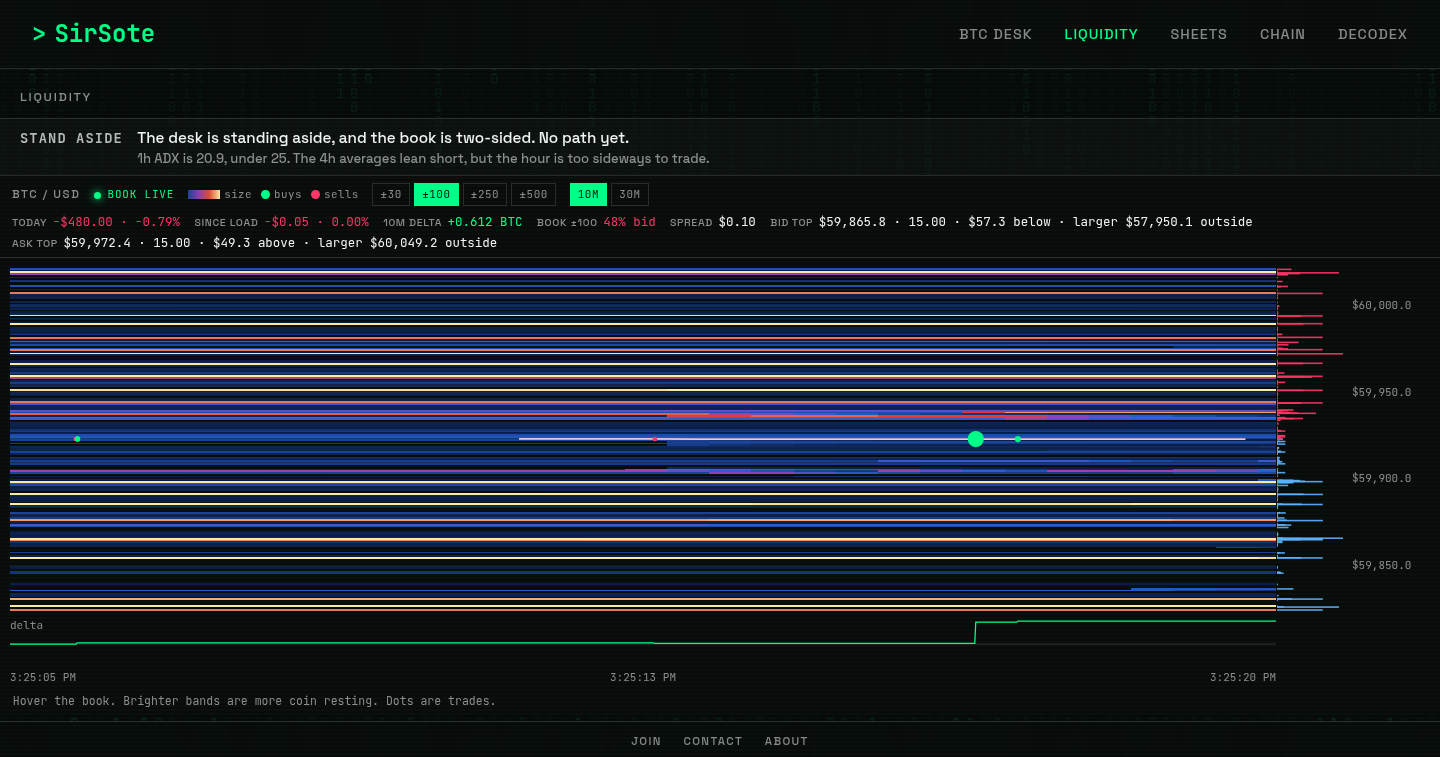 > SirSote
BTC DESK LIQUIDITY SHEETS CHAIN DECODEX
LIQUIDITY
STAND ASIDE The desk is standing aside, and the book is two-sided. No path yet.
1h ADX is 20.9, under 25. The 4h averages lean short, but the hour is too sideways to trade.
BTC / USD BOOK LIVE size buys sells ±30 ±100 ±250 ±500 10M 30M
TODAY -$480.00 · -0.79% SINCE LOAD -$0.05 · 0.00% 10M DELTA +0.612 BTC BOOK ±100 48% bid SPREAD $0.10 BID TOP $59,865.8 · 15.00 · $57.3 below · larger $57,950.1 outside
ASK TOP $59,972.4 · 15.00 · $49.3 above · larger $60,049.2 outside
$60,000.0
$59,950.0
$59,900.0
$59,850.0
delta
3:25:05 PM 3:25:13 PM 3:25:20 PM
Hover the book. Brighter bands are more coin resting. Dots are trades.
JOIN CONTACT ABOUT